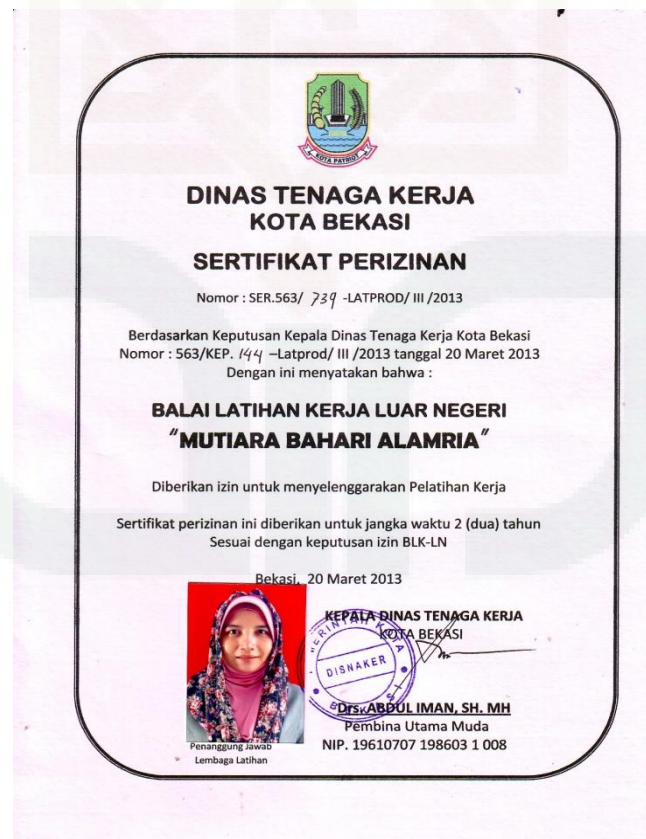 KOTA PATRIOT
DINAS TENAGA KERJA
KOTA BEKASI
SERTIFIKAT PERIZINAN
Nomor : SER.563/ 739 -LATPROD/ III /2013
Berdasarkan Keputusan Kepala Dinas Tenaga Kerja Kota Bekasi
Nomor : 563/KEP. 144 –Latprod/ III /2013 tanggal 20 Maret 2013
Dengan ini menyatakan bahwa :
BALAI LATIHAN KERJA LUAR NEGERI
"MUTIARA BAHARI ALAMRIA"
Diberikan izin untuk menyelenggarakan Pelatihan Kerja
Sertifikat perizinan ini diberikan untuk jangka waktu 2 (dua) tahun
Sesuai dengan keputusan izin BLK-LN
Bekasi, 20 Maret 2013
KEPALA DINAS TENAGA KERJA
KOTA BEKASI
DISNAKER
Drs. ABDUL IMAN, SH. MH
Pembina Utama Muda
NIP. 19610707 198603 1 008
Penanggung Jawab
Lembaga Latihan